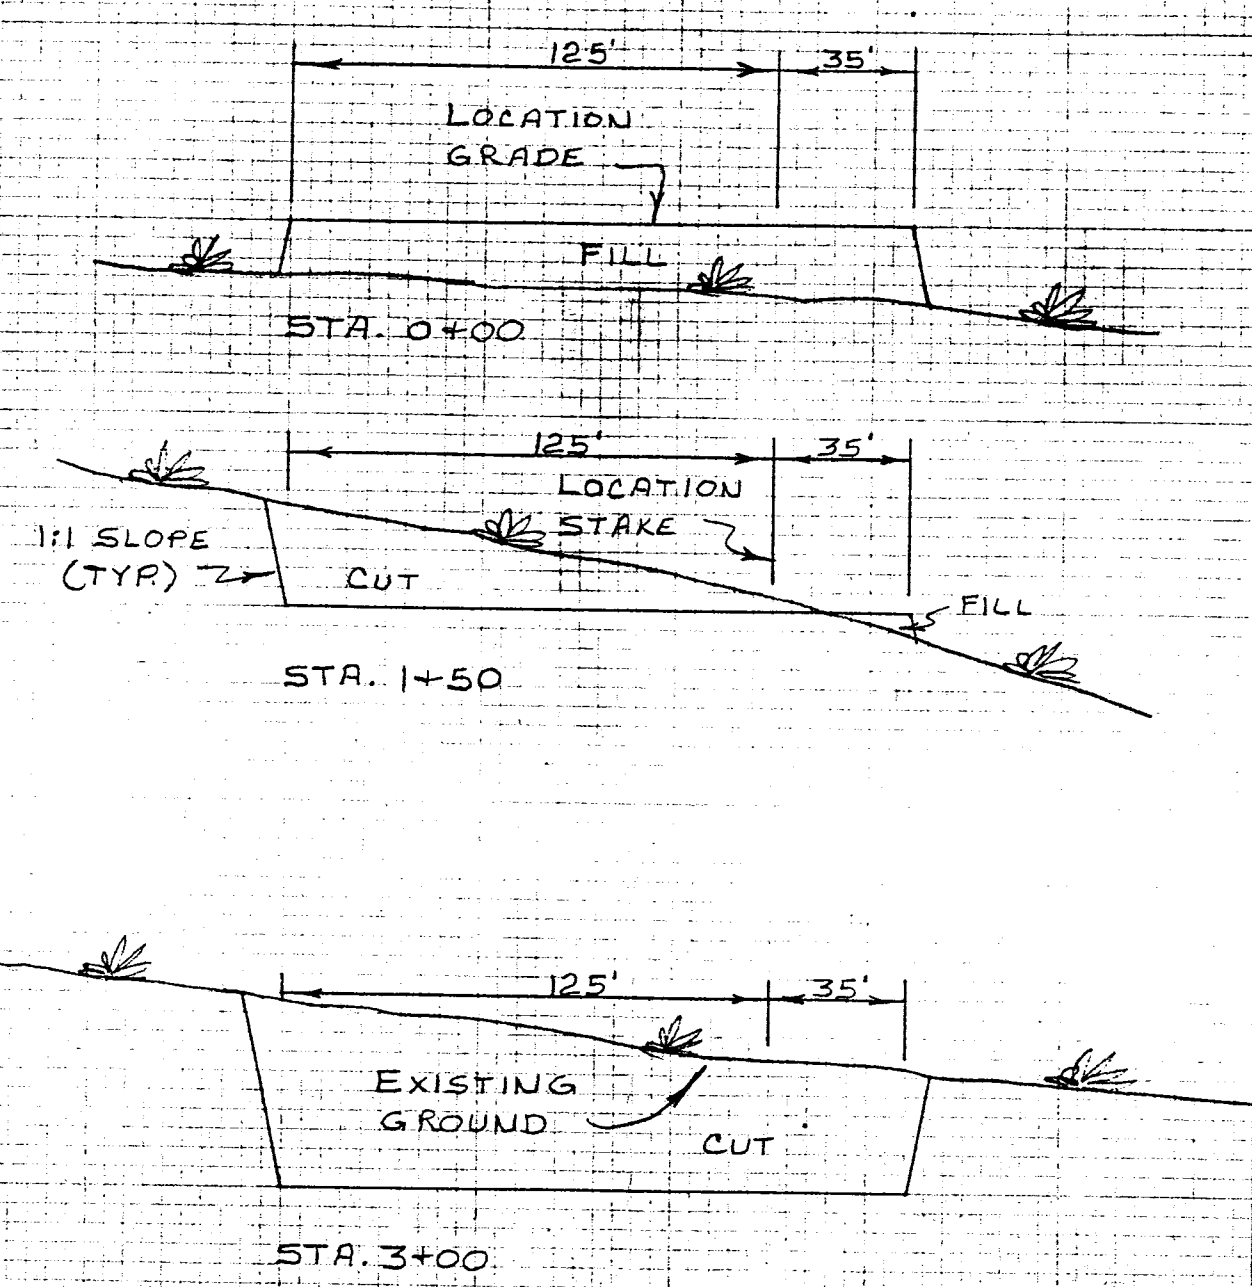 125' 35'
LOCATION
GRADE
FILL
STA. 0+00
125' 35'
LOCATION
STAKE
1:1 SLOPE
(TYP.)
CUT
FILL
STA. 1+50
125' 35'
EXISTING
GROUND
CUT
STA. 3+00